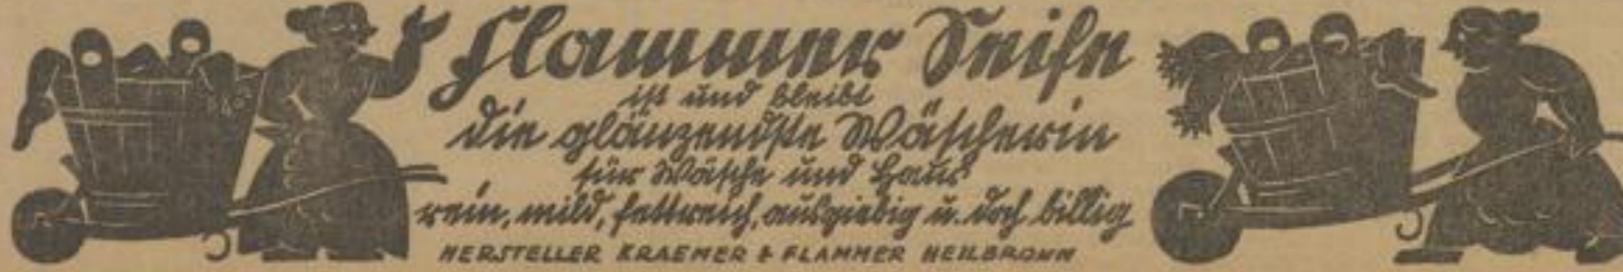 Flammer Seife
ist und bleibt
die glänzendste Wäscherin
für Wäsche und Haus
rein, mild, fettreich, ausgiebig u. doch billig
HERSTELLER KRAEMER & FLAMMER HEILBRONN